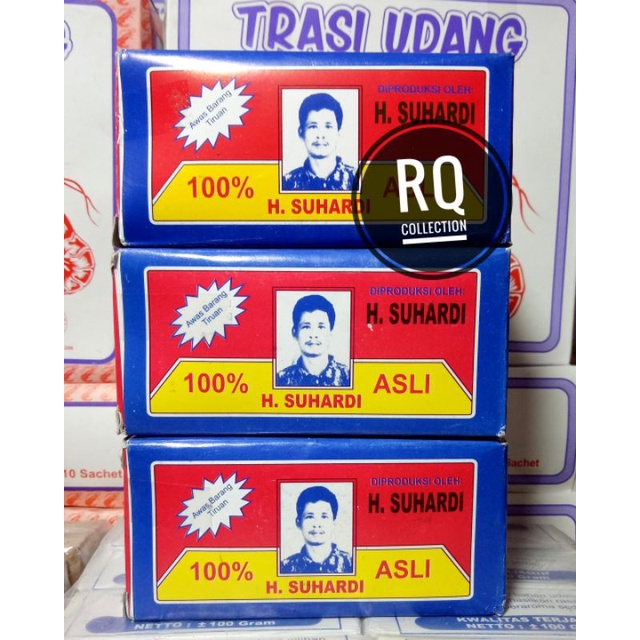 TRASI UDANG
Awas Barang
Tiruan
DIPRODUKSI OLEH:
H. SUHARDI
100%
ASLI
H. SUHARDI
RQ
COLLECTION
Awas Barang
Tiruan
DIPRODUKSI OLEH:
H. SUHARDI
100%
ASLI
H. SUHARDI
10 Sachet
Sachet
Awas Barang
Tiruan
DIPRODUKSI OLEH:
H. SUHARDI
100%
ASLI
H. SUHARDI
KWALITAS TERJA
NETTO : ± 100 Gram
NETTO : ± 100